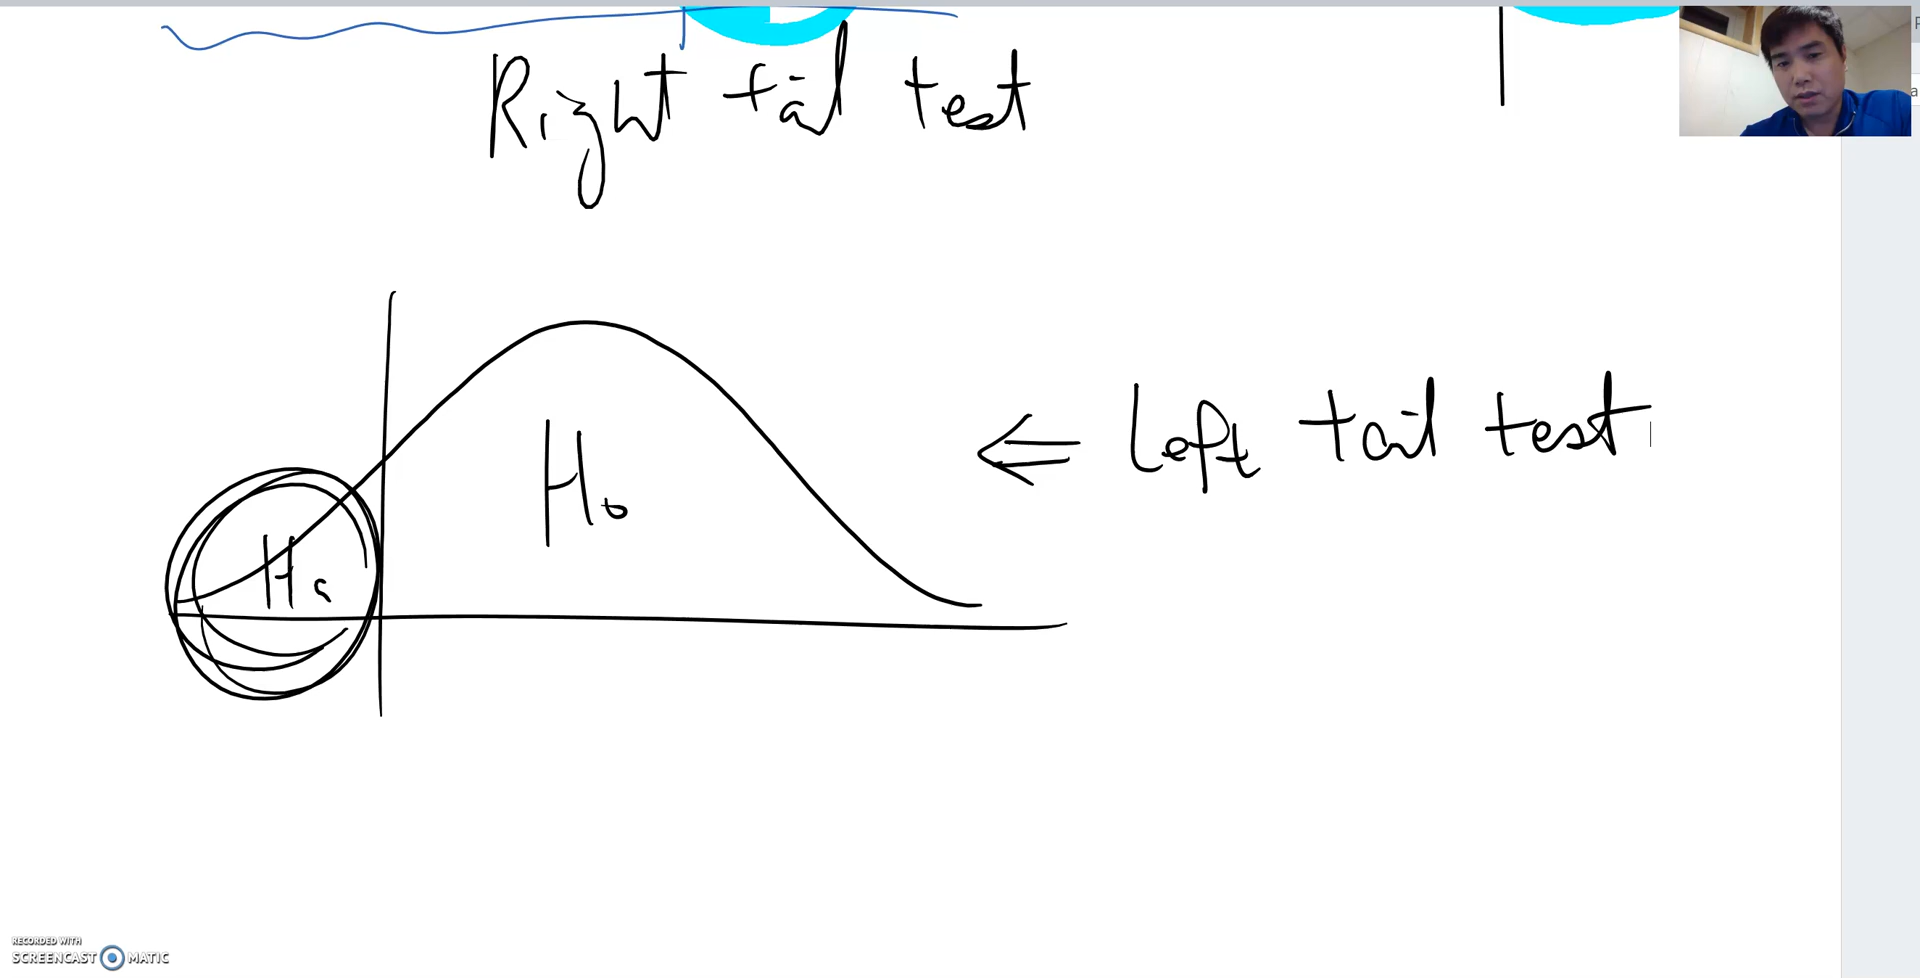 Right tail test
H₀
Hₐ
⇐ Left tail test
RECORDED WITH
SCREENCAST MATIC